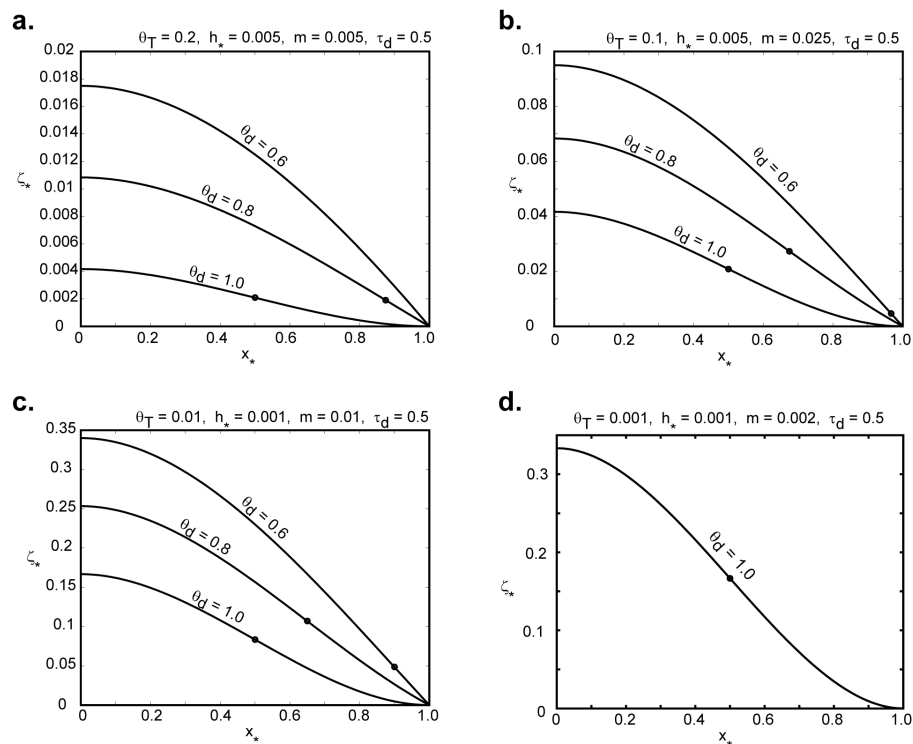 a.
θT = 0.2, h* = 0.005, m = 0.005, τd = 0.5
0.02
0.018
0.016
0.014
0.012
0.01
0.008
0.006
0.004
0.002
0
ζ*
θd = 0.6
θd = 0.8
θd = 1.0
0 0.2 0.4 0.6 0.8 1.0
x*
b.
θT = 0.1, h* = 0.005, m = 0.025, τd = 0.5
0.1
0.08
0.06
0.04
0.02
0
ζ*
θd = 0.6
θd = 0.8
θd = 1.0
0 0.2 0.4 0.6 0.8 1.0
x*
c.
θT = 0.01, h* = 0.001, m = 0.01, τd = 0.5
0.35
0.3
0.25
0.2
0.15
0.1
0.05
0
ζ*
θd = 0.6
θd = 0.8
θd = 1.0
0 0.2 0.4 0.6 0.8 1.0
x*
d.
θT = 0.001, h* = 0.001, m = 0.002, τd = 0.5
0.3
0.2
0.1
0
ζ*
θd = 1.0
0 0.2 0.4 0.6 0.8 1.0
x*